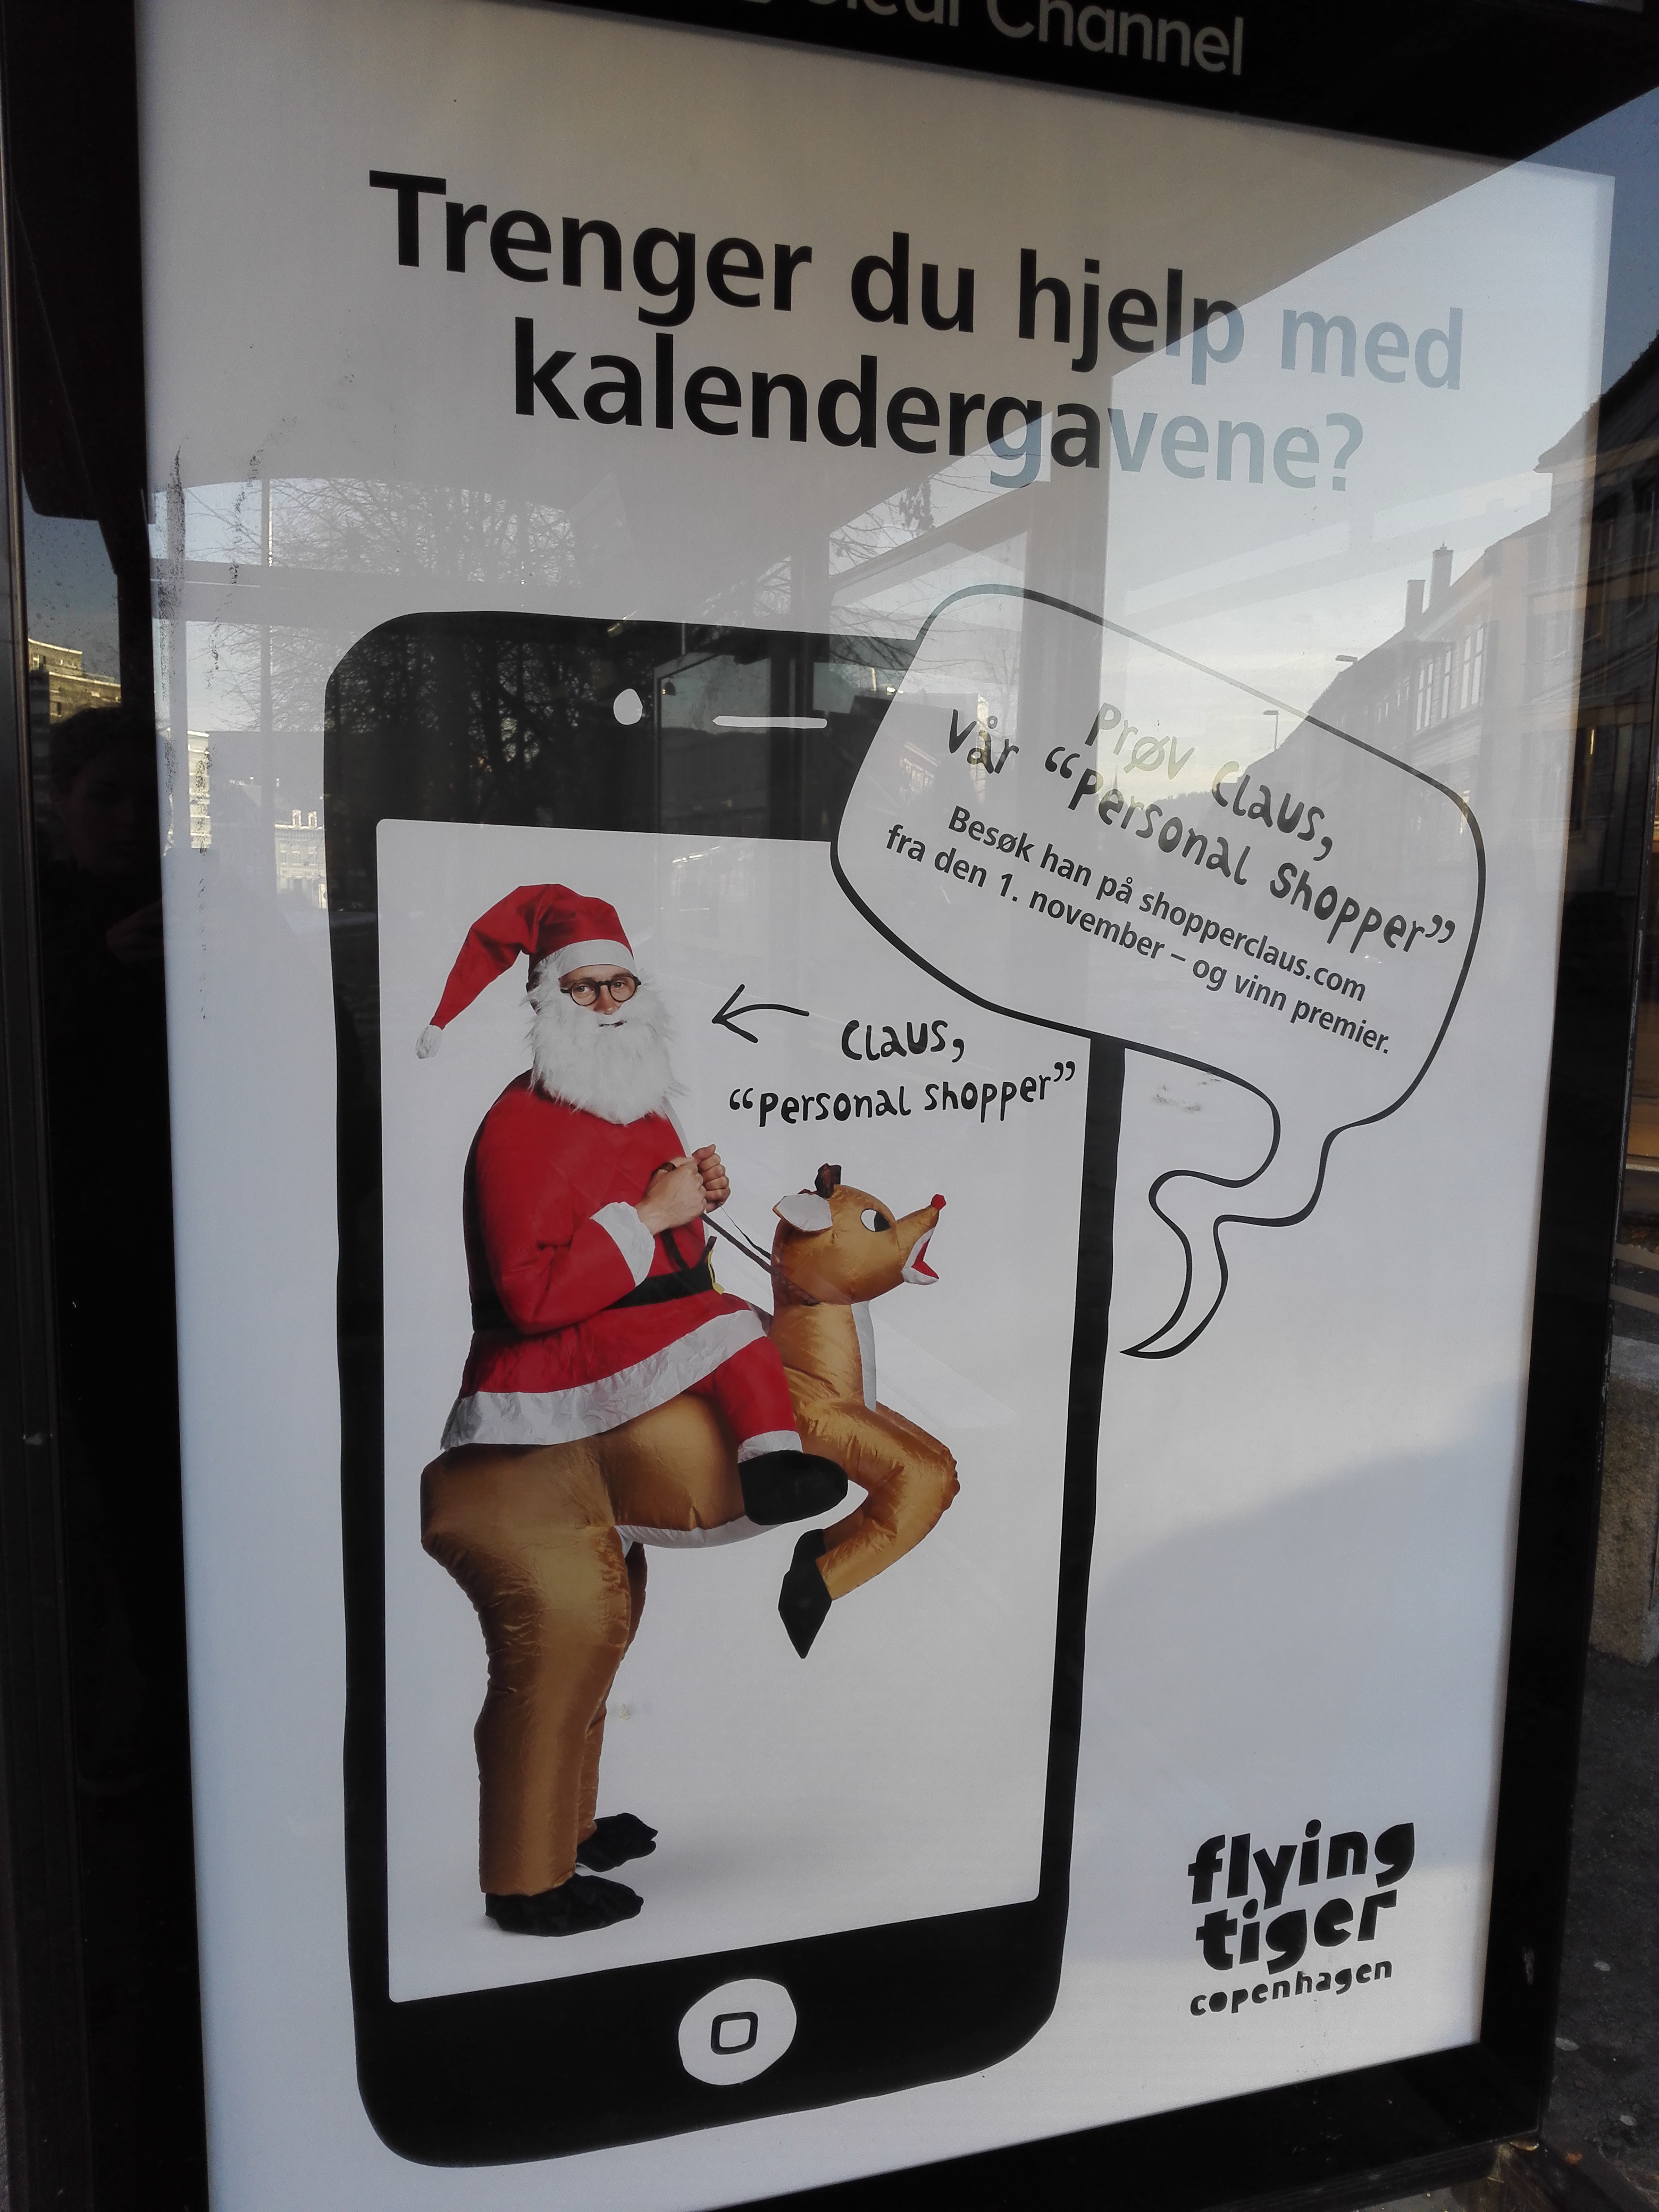 Clear Channel
Trenger du hjelp med
kalendergavene?
Prøv Claus,
vår “personal shopper”
Besøk han på shopperclaus.com
fra den 1. november – og vinn premier.
Claus,
“personal shopper”
flying
tiger
copenhagen